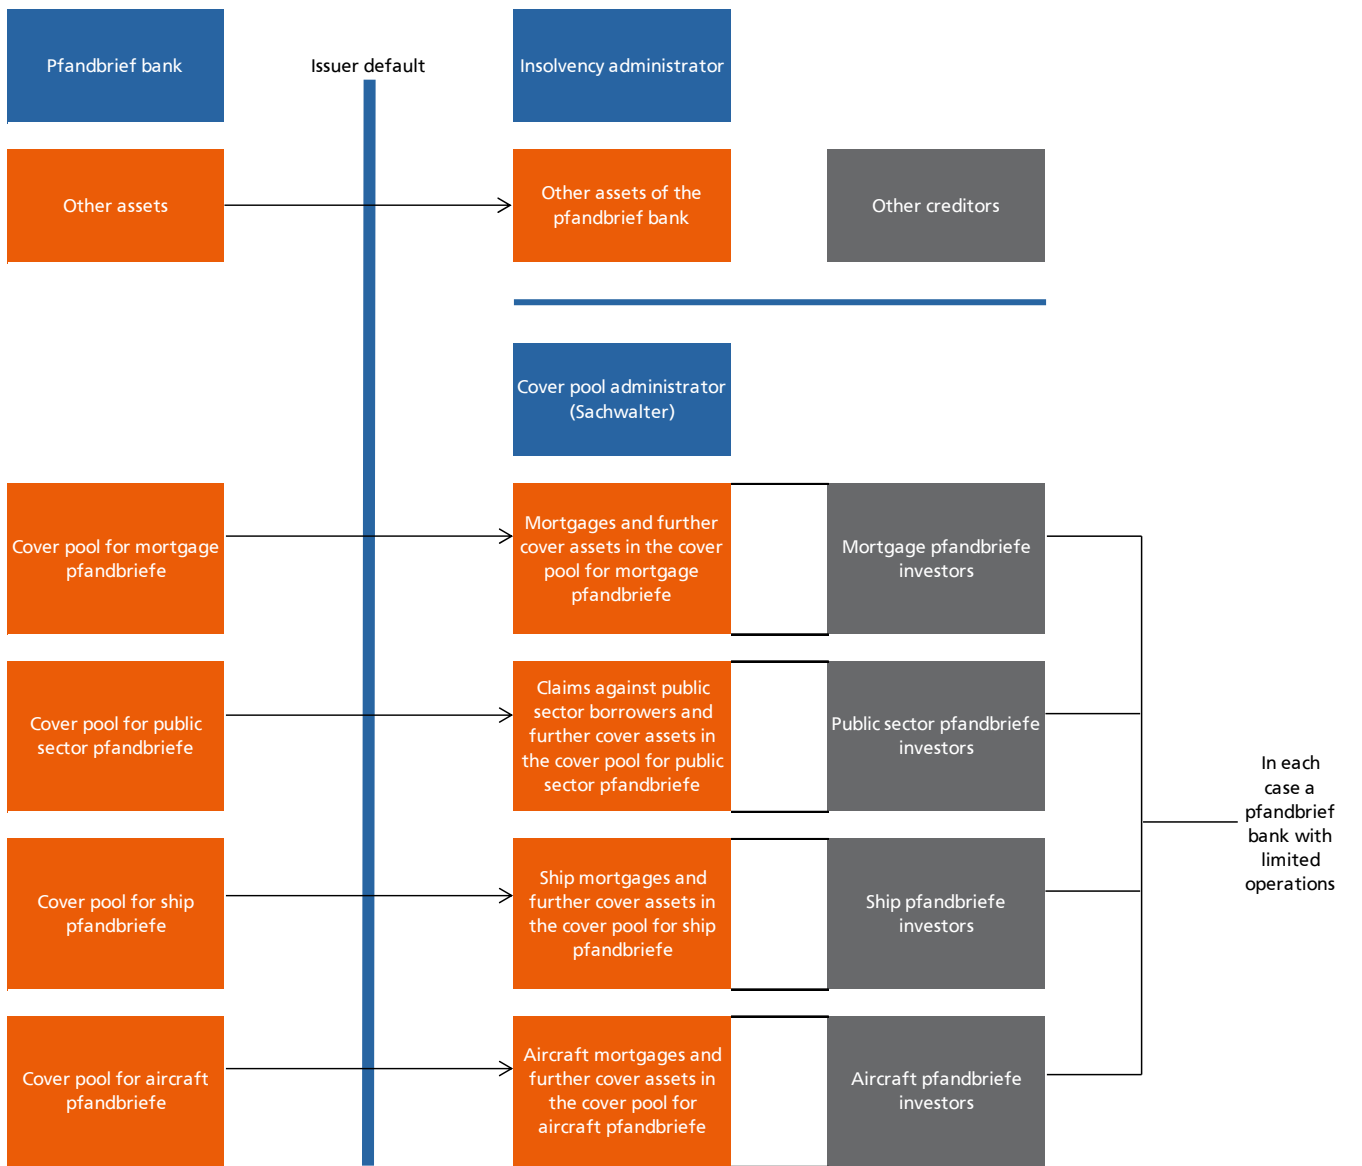 Pfandbrief bank
Issuer default
Insolvency administrator
Other assets
Other assets of the
pfandbrief bank
Other creditors
Cover pool administrator
(Sachwalter)
Cover pool for mortgage
pfandbriefe
Mortgages and further
cover assets in the cover
pool for mortgage
pfandbriefe
Mortgage pfandbriefe
investors
Cover pool for public
sector pfandbriefe
Claims against public
sector borrowers and
further cover assets in
the cover pool for public
sector pfandbriefe
Public sector pfandbriefe
investors
In each
case a
pfandbrief
bank with
limited
operations
Cover pool for ship
pfandbriefe
Ship mortgages and
further cover assets in
the cover pool for ship
pfandbriefe
Ship pfandbriefe
investors
Cover pool for aircraft
pfandbriefe
Aircraft mortgages and
further cover assets in
the cover pool for
aircraft pfandbriefe
Aircraft pfandbriefe
investors